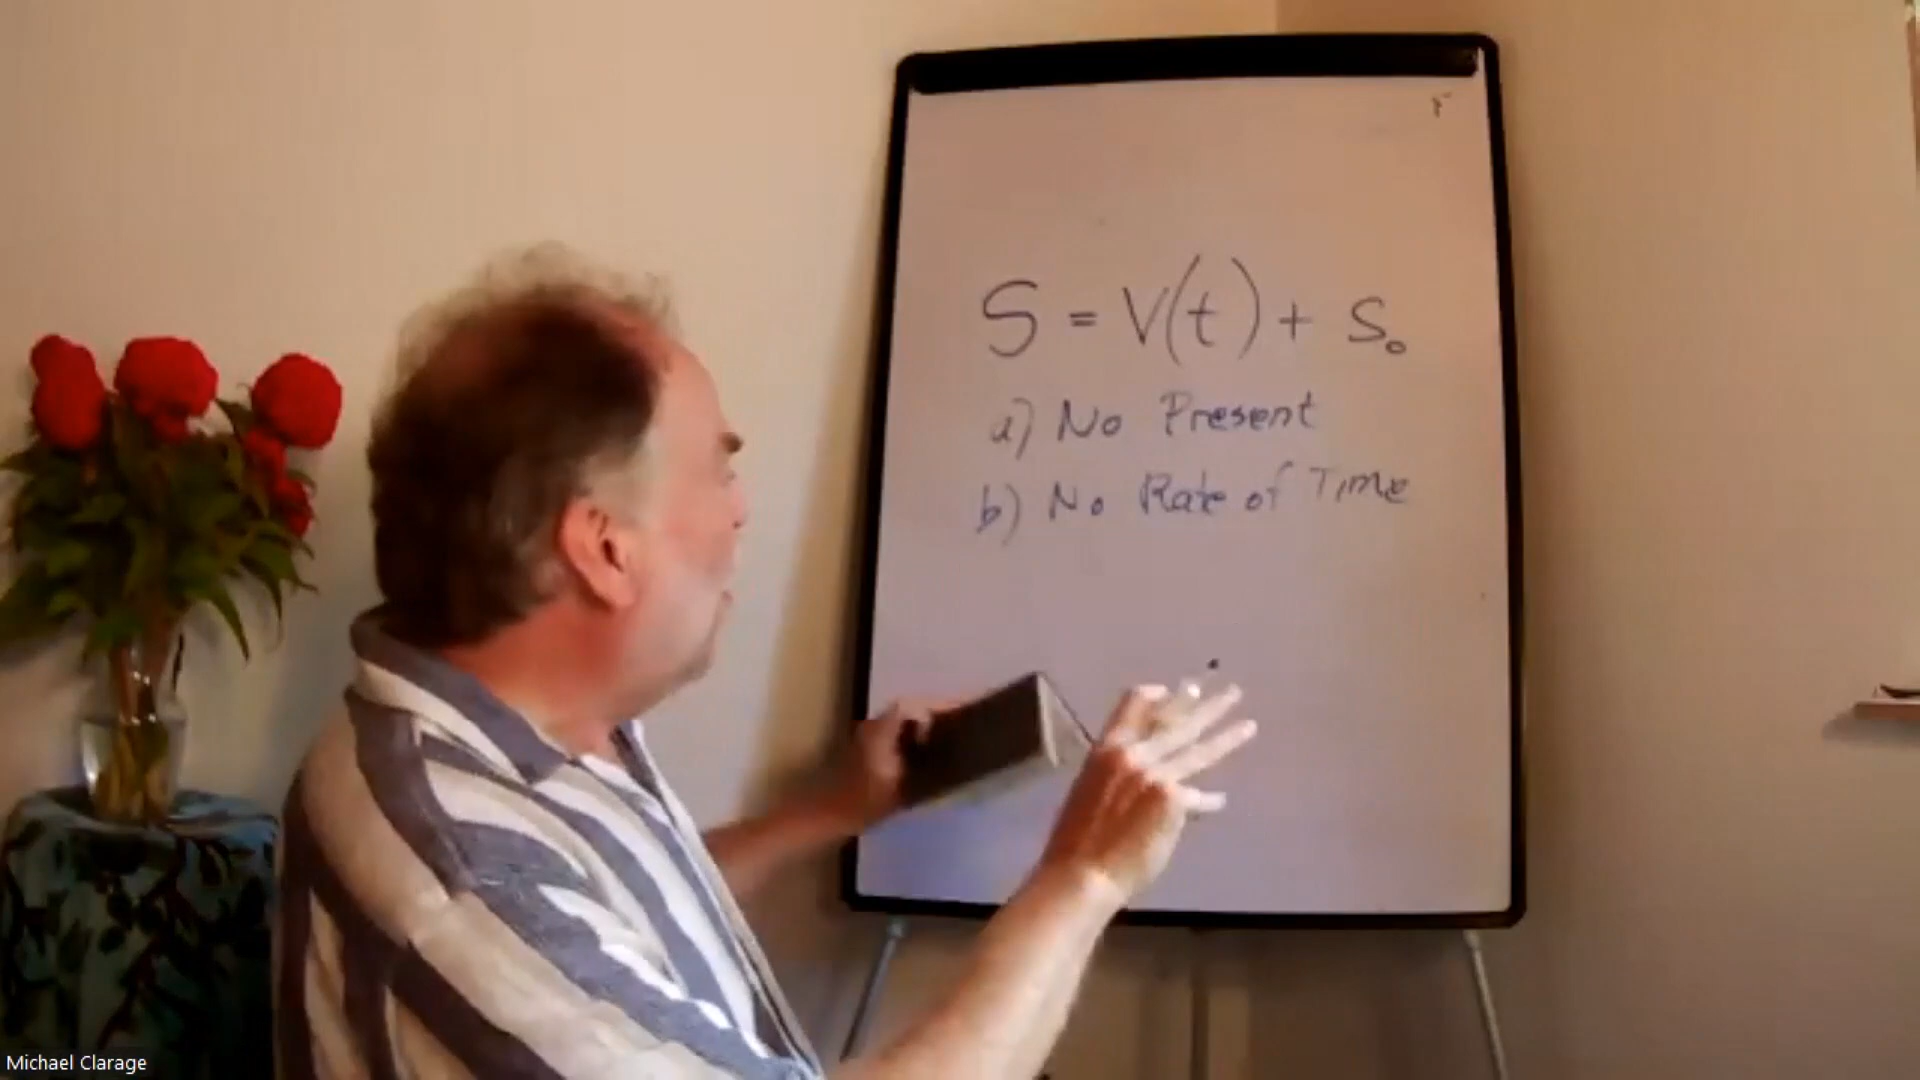 S = V(t) + S₀
a) No Present
b) No Rate of Time
Michael Clarage